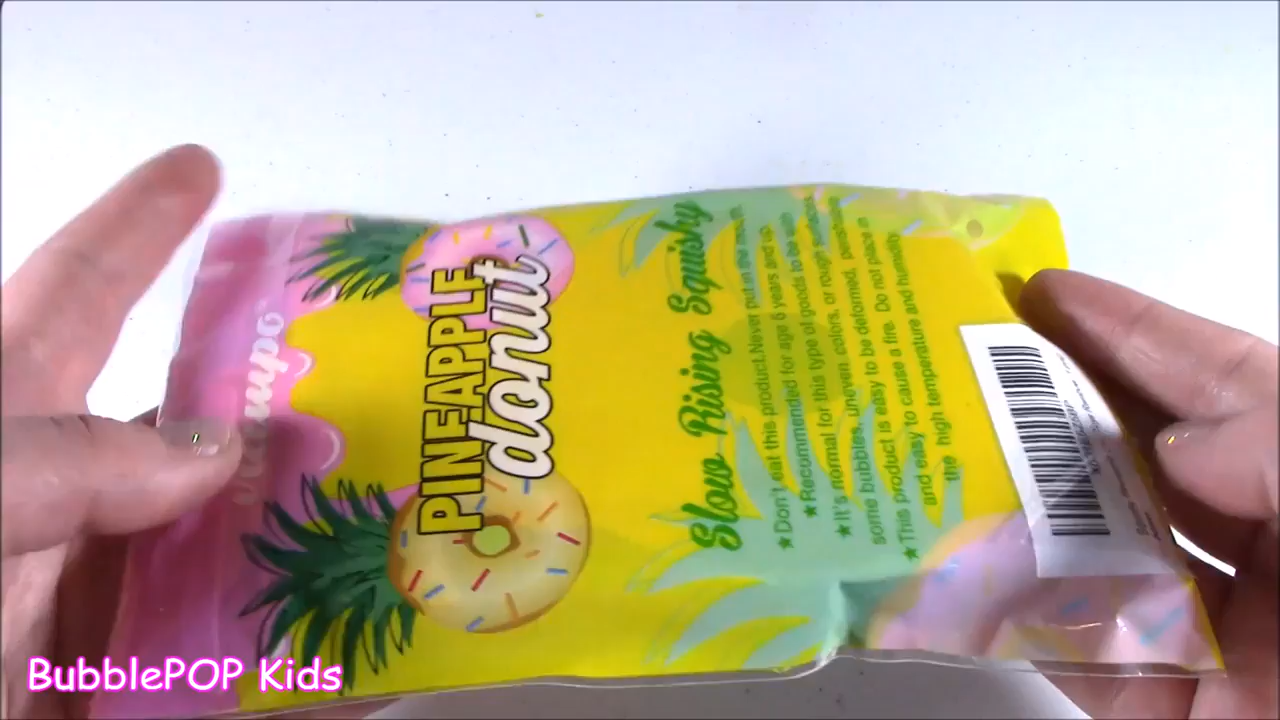 PINEAPPLE
donut
Slow Rising Squishy
★Don't eat this product.Never put in the
★Recommended for age 6 years and up.
★It's normal for this type of goods to be with
some bubbles, uneven colors, or rough surface
★This product is easy to be deformed,
and easy to cause a fire. Do not place in
the high temperature and humidity
BubblePOP Kids